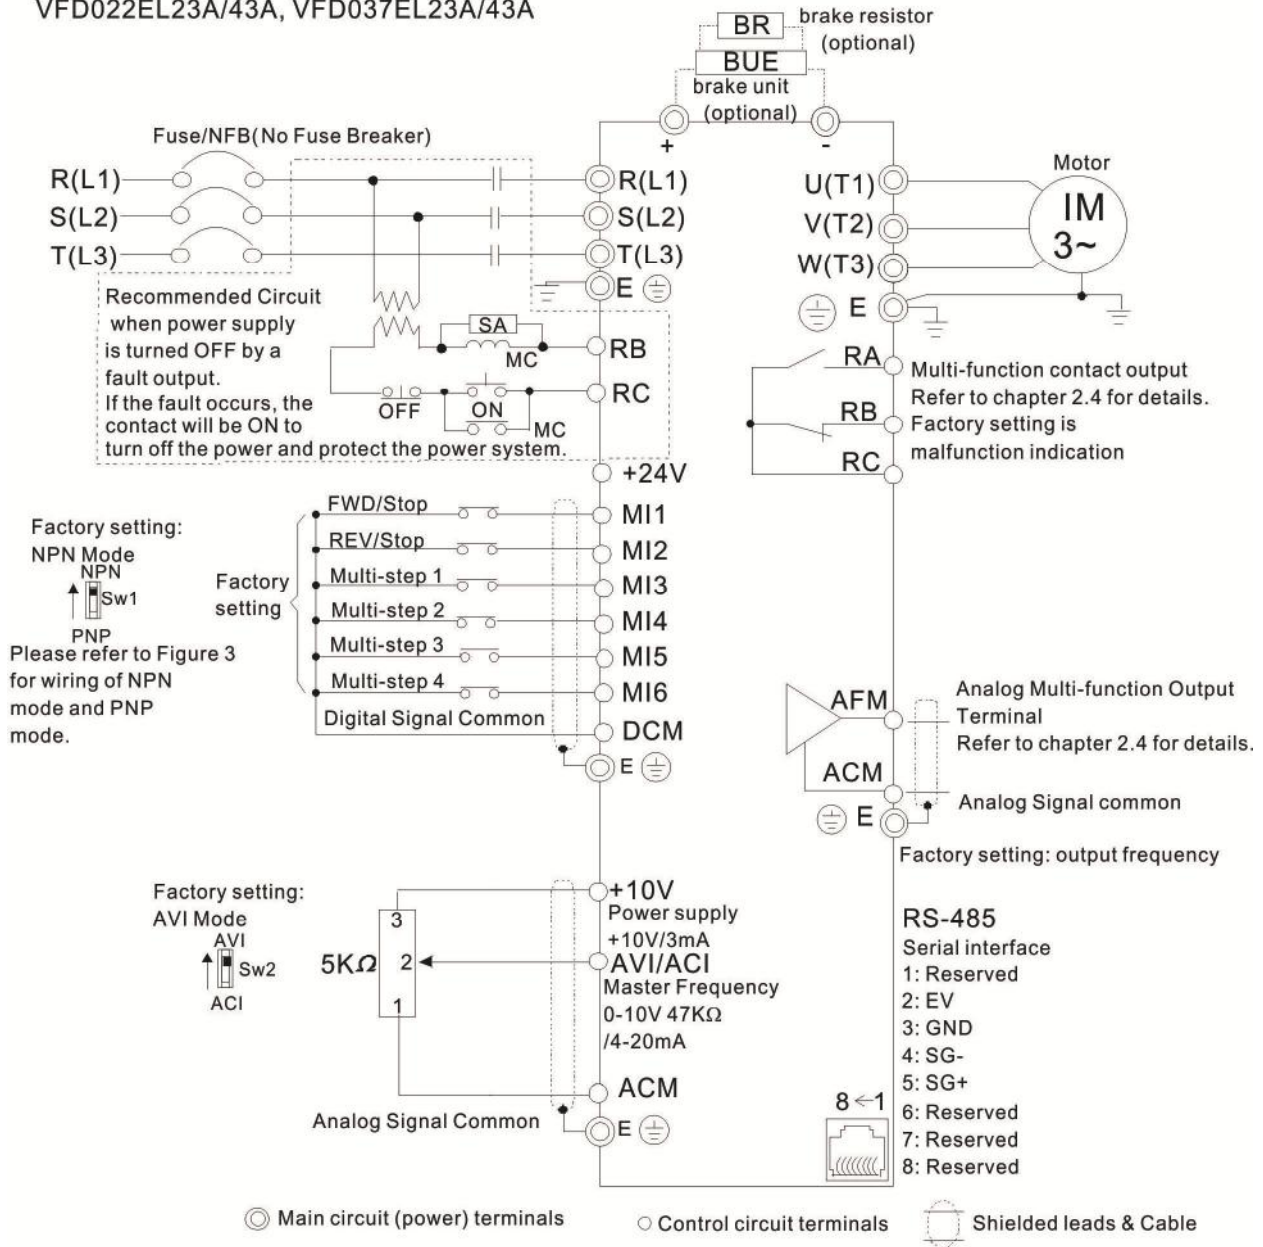 VFD022EL23A/43A, VFD037EL23A/43A
BR
brake resistor
(optional)
BUE
brake unit
(optional)
+
-
Fuse/NFB(No Fuse Breaker)
R(L1)
S(L2)
T(L3)
R(L1)
S(L2)
T(L3)
E
U(T1)
V(T2)
W(T3)
E
Motor
IM
3~
Recommended Circuit
when power supply
is turned OFF by a
fault output.
If the fault occurs, the
contact will be ON to
turn off the power and protect the power system.
SA
MC
RB
OFF
ON
MC
RC
RA
RB
RC
Multi-function contact output
Refer to chapter 2.4 for details.
Factory setting is
malfunction indication
+24V
Factory setting:
NPN Mode
NPN
Sw1
PNP
Please refer to Figure 3
for wiring of NPN
mode and PNP
mode.
Factory
setting
FWD/Stop
MI1
REV/Stop
MI2
Multi-step 1
MI3
Multi-step 2
MI4
Multi-step 3
MI5
Multi-step 4
MI6
Digital Signal Common
DCM
E
AFM
Analog Multi-function Output
Terminal
Refer to chapter 2.4 for details.
ACM
Analog Signal common
E
Factory setting: output frequency
Factory setting:
AVI Mode
AVI
Sw2
ACI
5KΩ
3
2
1
+10V
Power supply
+10V/3mA
AVI/ACI
Master Frequency
0-10V 47KΩ
/4-20mA
ACM
Analog Signal Common
E
RS-485
Serial interface
1: Reserved
2: EV
3: GND
4: SG-
5: SG+
6: Reserved
7: Reserved
8: Reserved
8←1
Main circuit (power) terminals
Control circuit terminals
Shielded leads & Cable